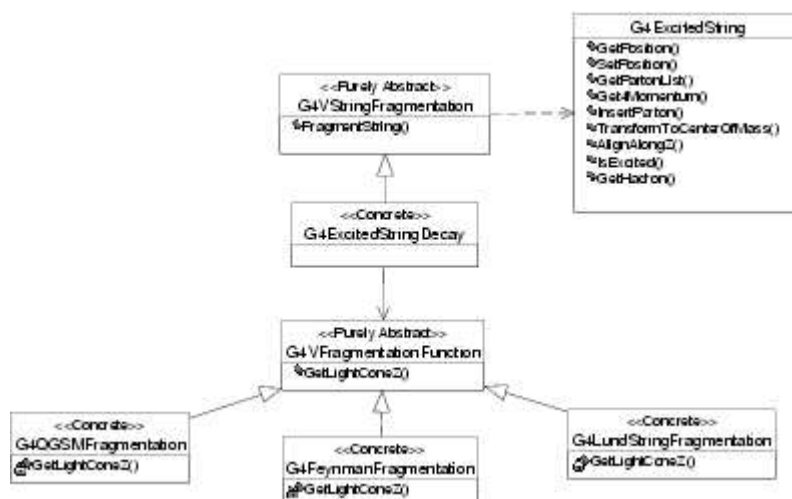 G4ExcitedString
GetPosition()
SetPosition()
GetPartonList()
Get4Momentum()
InsertParton()
TransformToCenterOfMass()
AlignAlongZ()
IsExcited()
GetHadron()
<<Purely Abstract>>
G4VStringFragmentation
FragmentString()
<<Concrete>>
G4ExcitedStringDecay
<<Purely Abstract>>
G4VFragmentationFunction
GetLightConeZ()
<<Concrete>>
G4QGSMFragmentation
GetLightConeZ()
<<Concrete>>
G4FeynmanFragmentation
GetLightConeZ()
<<Concrete>>
G4LundStringFragmentation
GetLightConeZ()